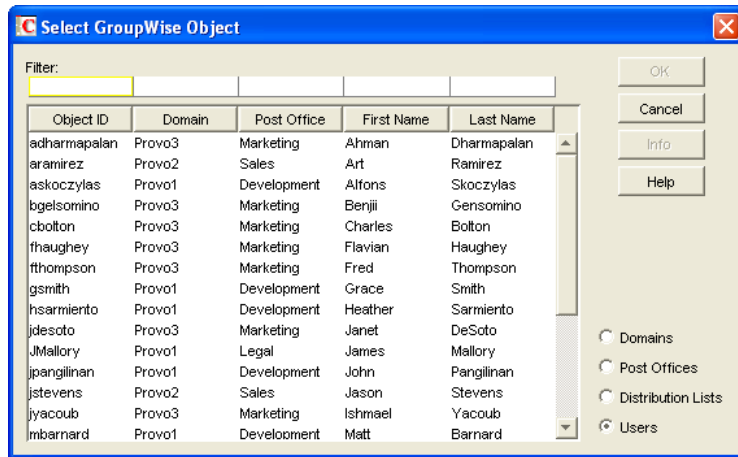 Select GroupWise Object
Filter:
OK
Cancel
Info
Help
Object ID Domain Post Office First Name Last Name
adharmapalan Provo3 Marketing Ahman Dharmapalan
aramirez Provo2 Sales Art Ramirez
askoczylas Provo1 Development Alfons Skoczylas
bgelsomino Provo3 Marketing Benjii Gensomino
cbolton Provo3 Marketing Charles Bolton
fhaughey Provo3 Marketing Flavian Haughey
fthompson Provo3 Marketing Fred Thompson
gsmith Provo1 Development Grace Smith
hsarmiento Provo1 Development Heather Sarmiento
jdesoto Provo3 Marketing Janet DeSoto
JMallory Provo1 Legal James Mallory
jpangilinan Provo1 Development John Pangilinan
jstevens Provo2 Sales Jason Stevens
jyacoub Provo3 Marketing Ishmael Yacoub
mbarnard Provo1 Development Matt Barnard
Domains
Post Offices
Distribution Lists
Users